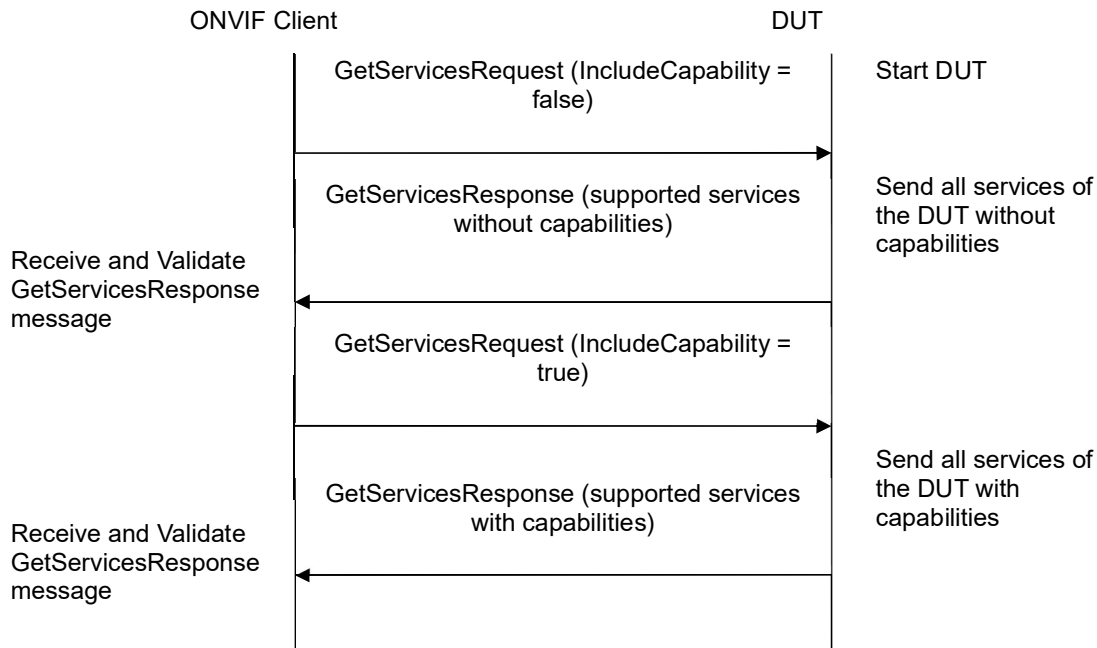 ONVIF Client
DUT
GetServicesRequest (IncludeCapability =
false)
Start DUT
GetServicesResponse (supported services
without capabilities)
Send all services of
the DUT without
capabilities
Receive and Validate
GetServicesResponse
message
GetServicesRequest (IncludeCapability =
true)
Send all services of
the DUT with
capabilities
GetServicesResponse (supported services
with capabilities)
Receive and Validate
GetServicesResponse
message